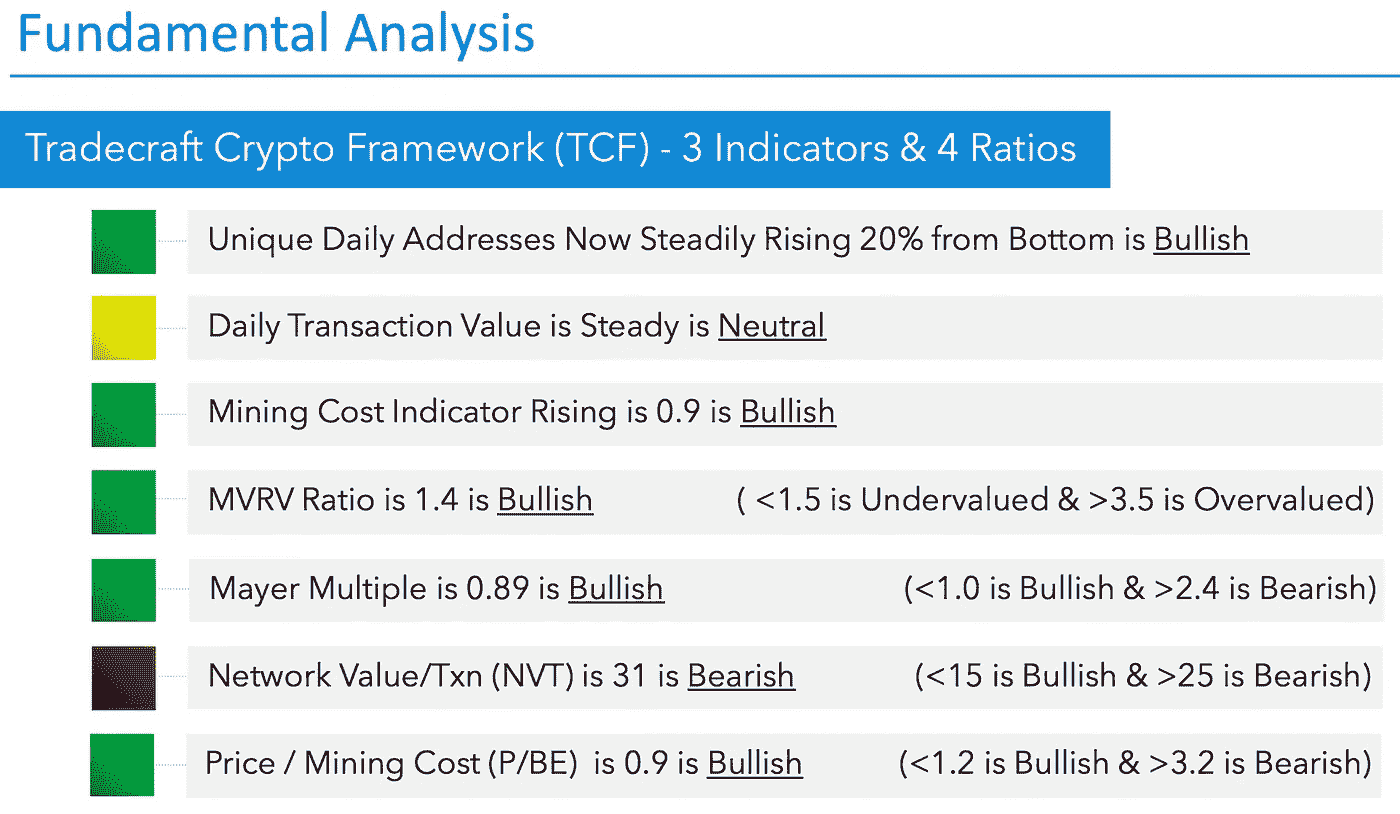 Fundamental Analysis
Tradecraft Crypto Framework (TCF) - 3 Indicators & 4 Ratios
Unique Daily Addresses Now Steadily Rising 20% from Bottom is Bullish
Daily Transaction Value is Steady is Neutral
Mining Cost Indicator Rising is 0.9 is Bullish
MVRV Ratio is 1.4 is Bullish ( <1.5 is Undervalued & >3.5 is Overvalued)
Mayer Multiple is 0.89 is Bullish (<1.0 is Bullish & >2.4 is Bearish)
Network Value/Txn (NVT) is 31 is Bearish (<15 is Bullish & >25 is Bearish)
Price / Mining Cost (P/BE) is 0.9 is Bullish (<1.2 is Bullish & >3.2 is Bearish)